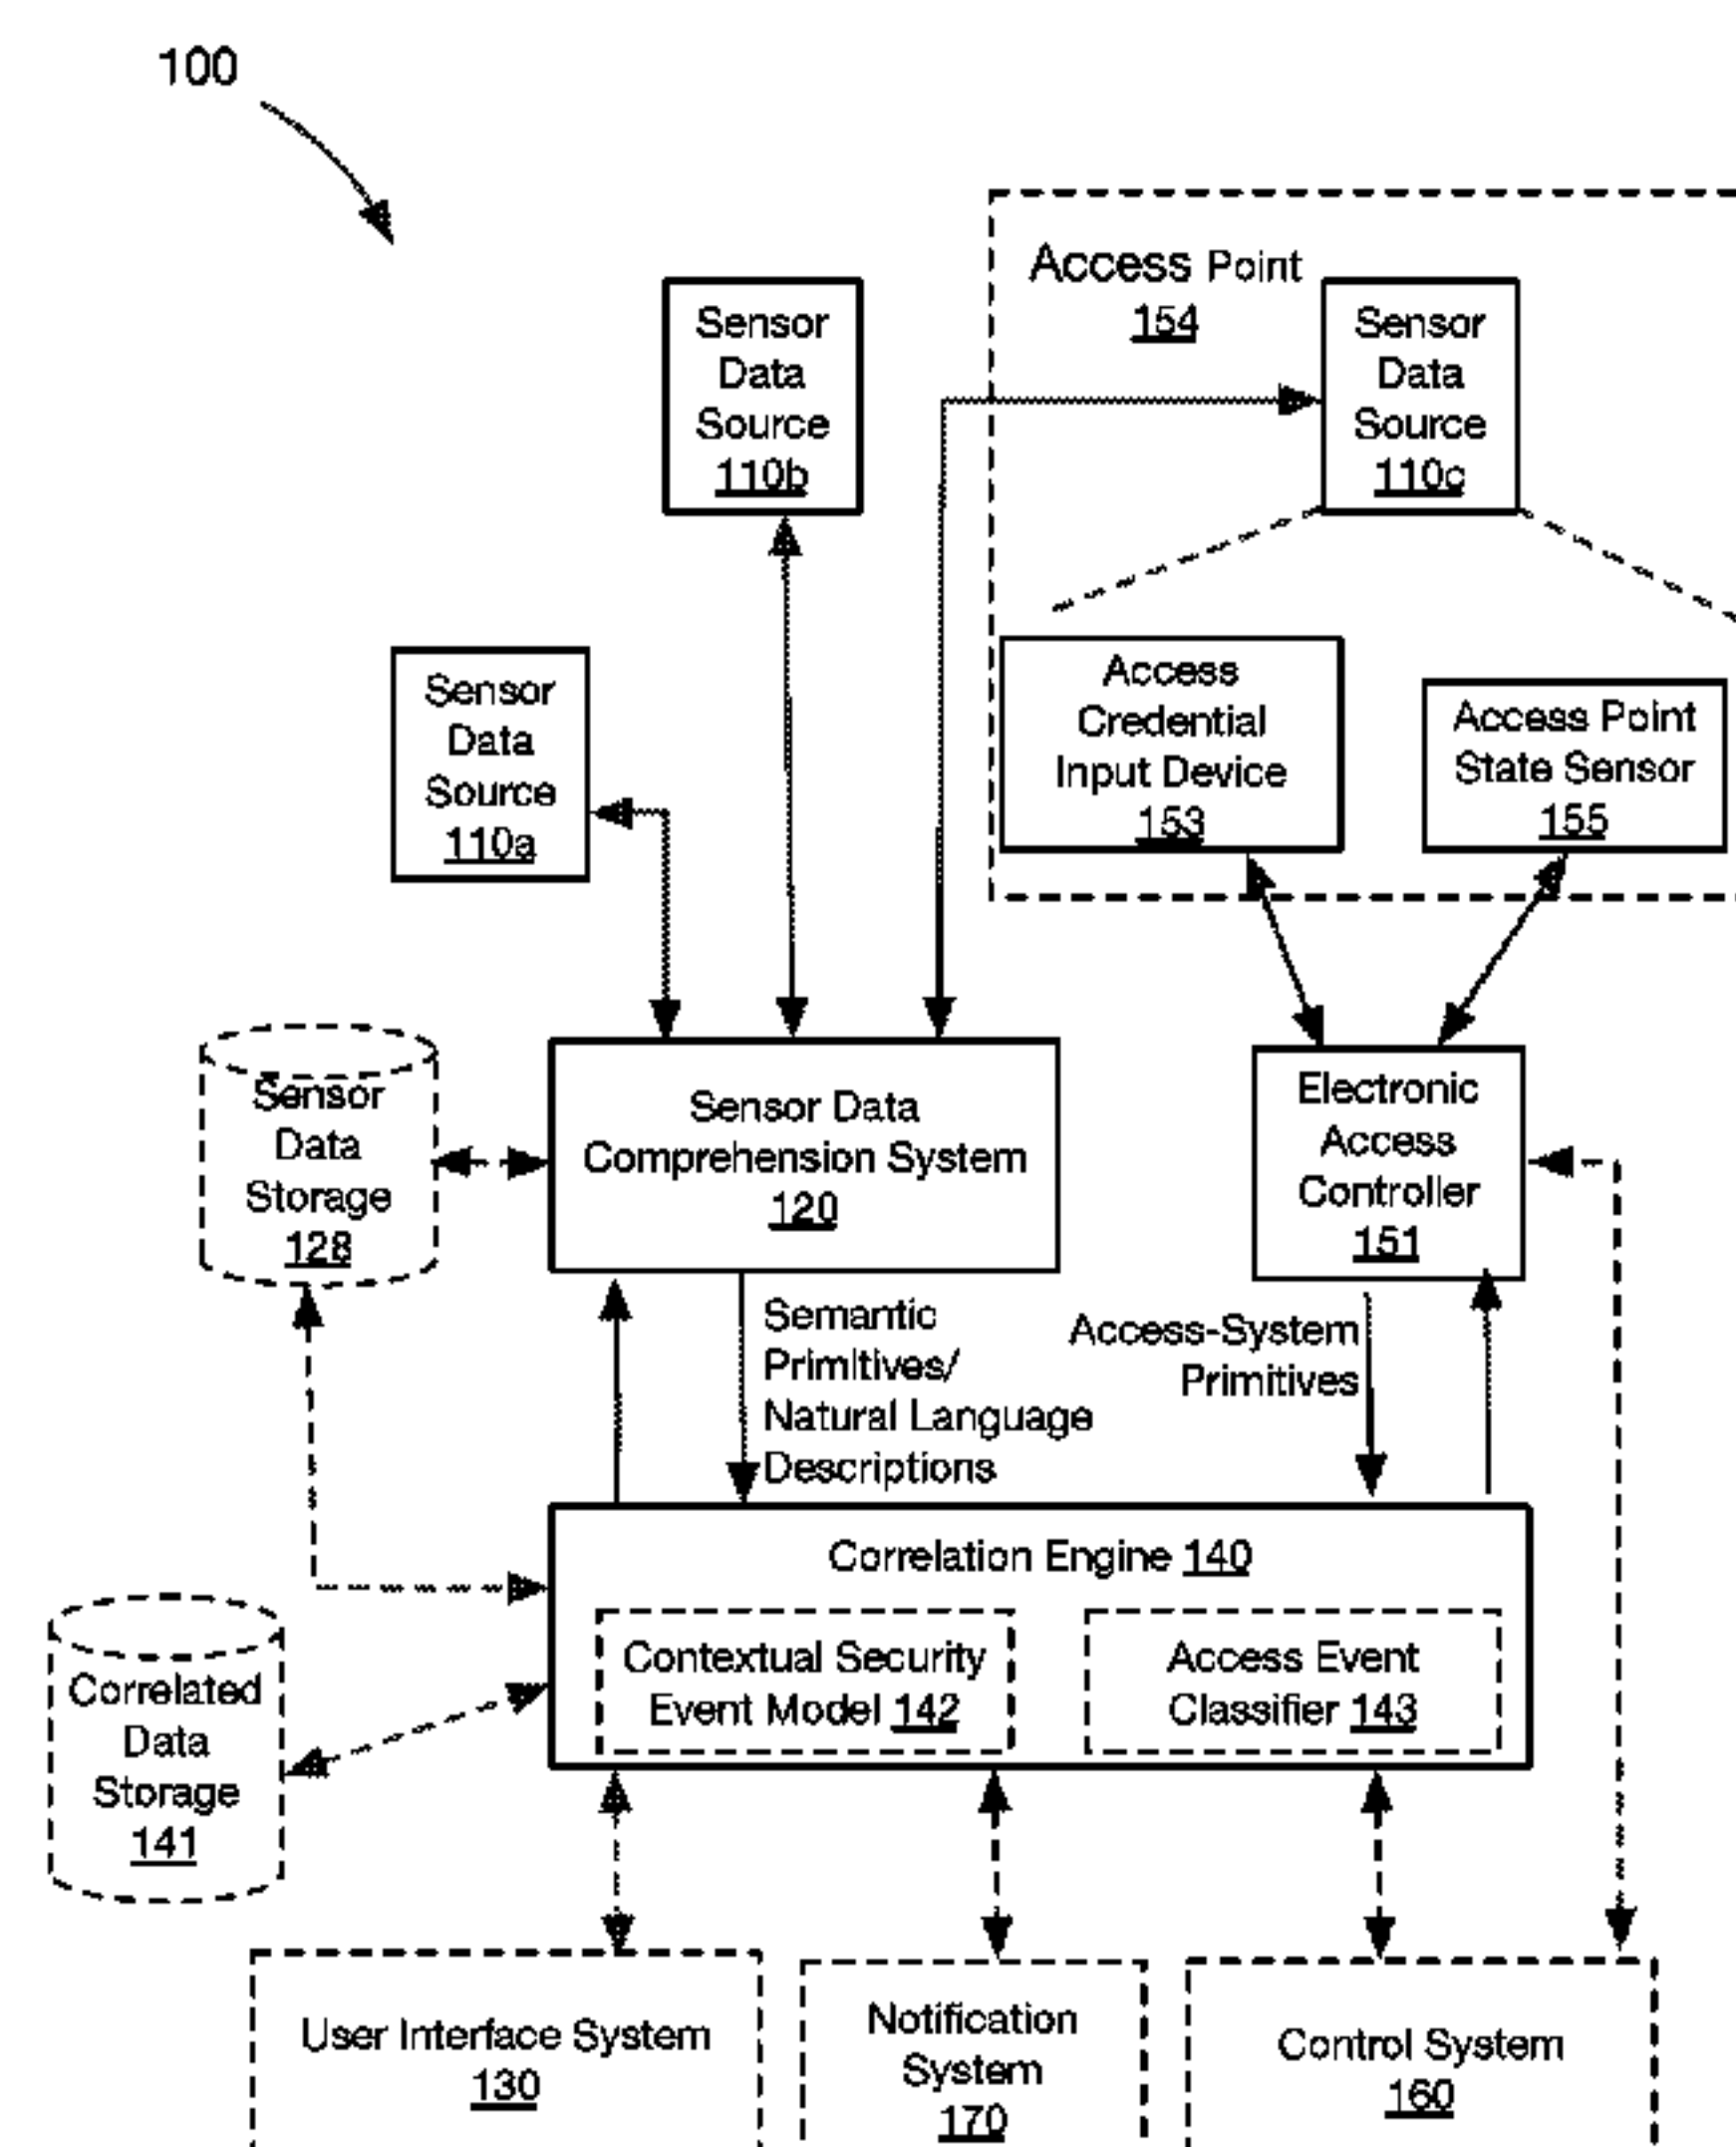 100
Access Point
154
Sensor
Data
Source
110b
Sensor
Data
Source
110c
Sensor
Data
Source
110a
Access
Credential
Input Device
153
Access Point
State Sensor
155
Sensor
Data
Storage
128
Sensor Data
Comprehension System
120
Electronic
Access
Controller
151
Semantic
Primitives/
Natural Language
Descriptions
Access-System
Primitives
Correlation Engine 140
Contextual Security
Event Model 142
Access Event
Classifier 143
Correlated
Data
Storage
141
User Interface System
130
Notification
System
170
Control System
160